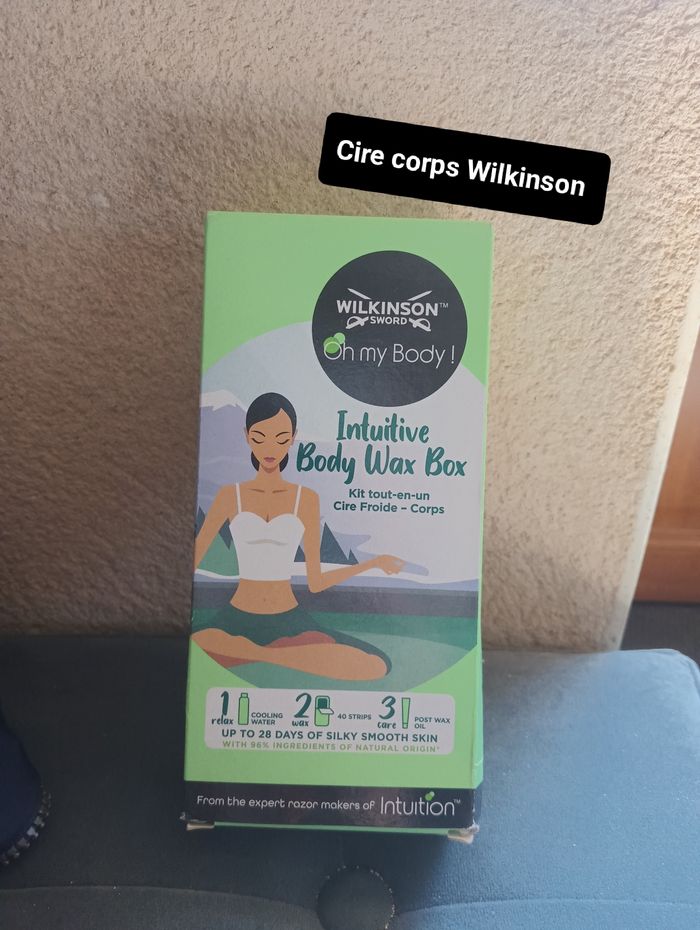 Cire corps Wilkinson
WILKINSON™
SWORD
Oh my Body !
Intuitive
Body Wax Box
Kit tout-en-un
Cire Froide – Corps
1 relax COOLING WATER 2 wax 40 STRIPS 3 care POST WAX OIL
UP TO 28 DAYS OF SILKY SMOOTH SKIN
WITH 96% INGREDIENTS OF NATURAL ORIGIN*
From the expert razor makers of Intuition™